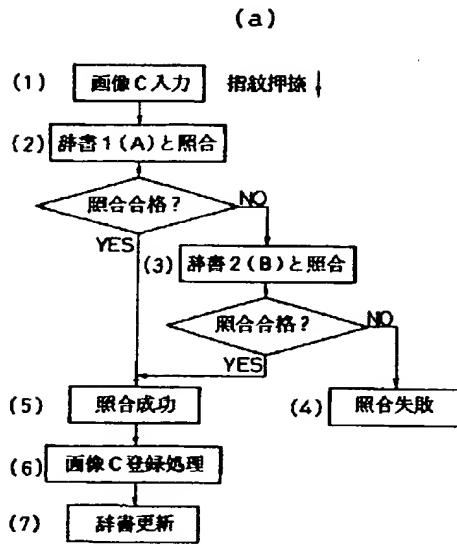 (a)
(1) 画像C入力 指紋押捺 ↓
(2) 辞書1(A)と照合
照合合格?
NO
YES
(3) 辞書2(B)と照合
照合合格?
NO
YES
(5) 照合成功
(4) 照合失敗
(6) 画像C登録処理
(7) 辞書更新